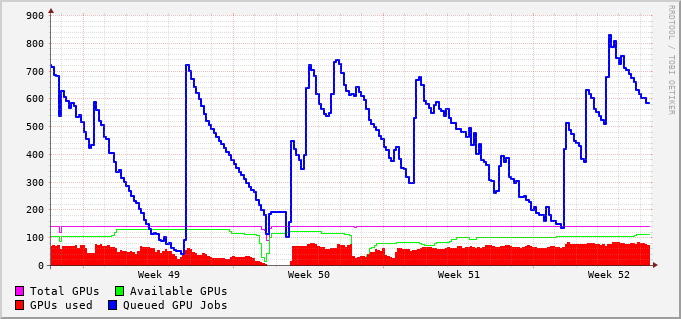 900
800
700
600
500
400
300
200
100
0
Week 49 Week 50 Week 51 Week 52
Total GPUs Available GPUs
GPUs used Queued GPU Jobs
RRDTOOL / TOBI OETIKER